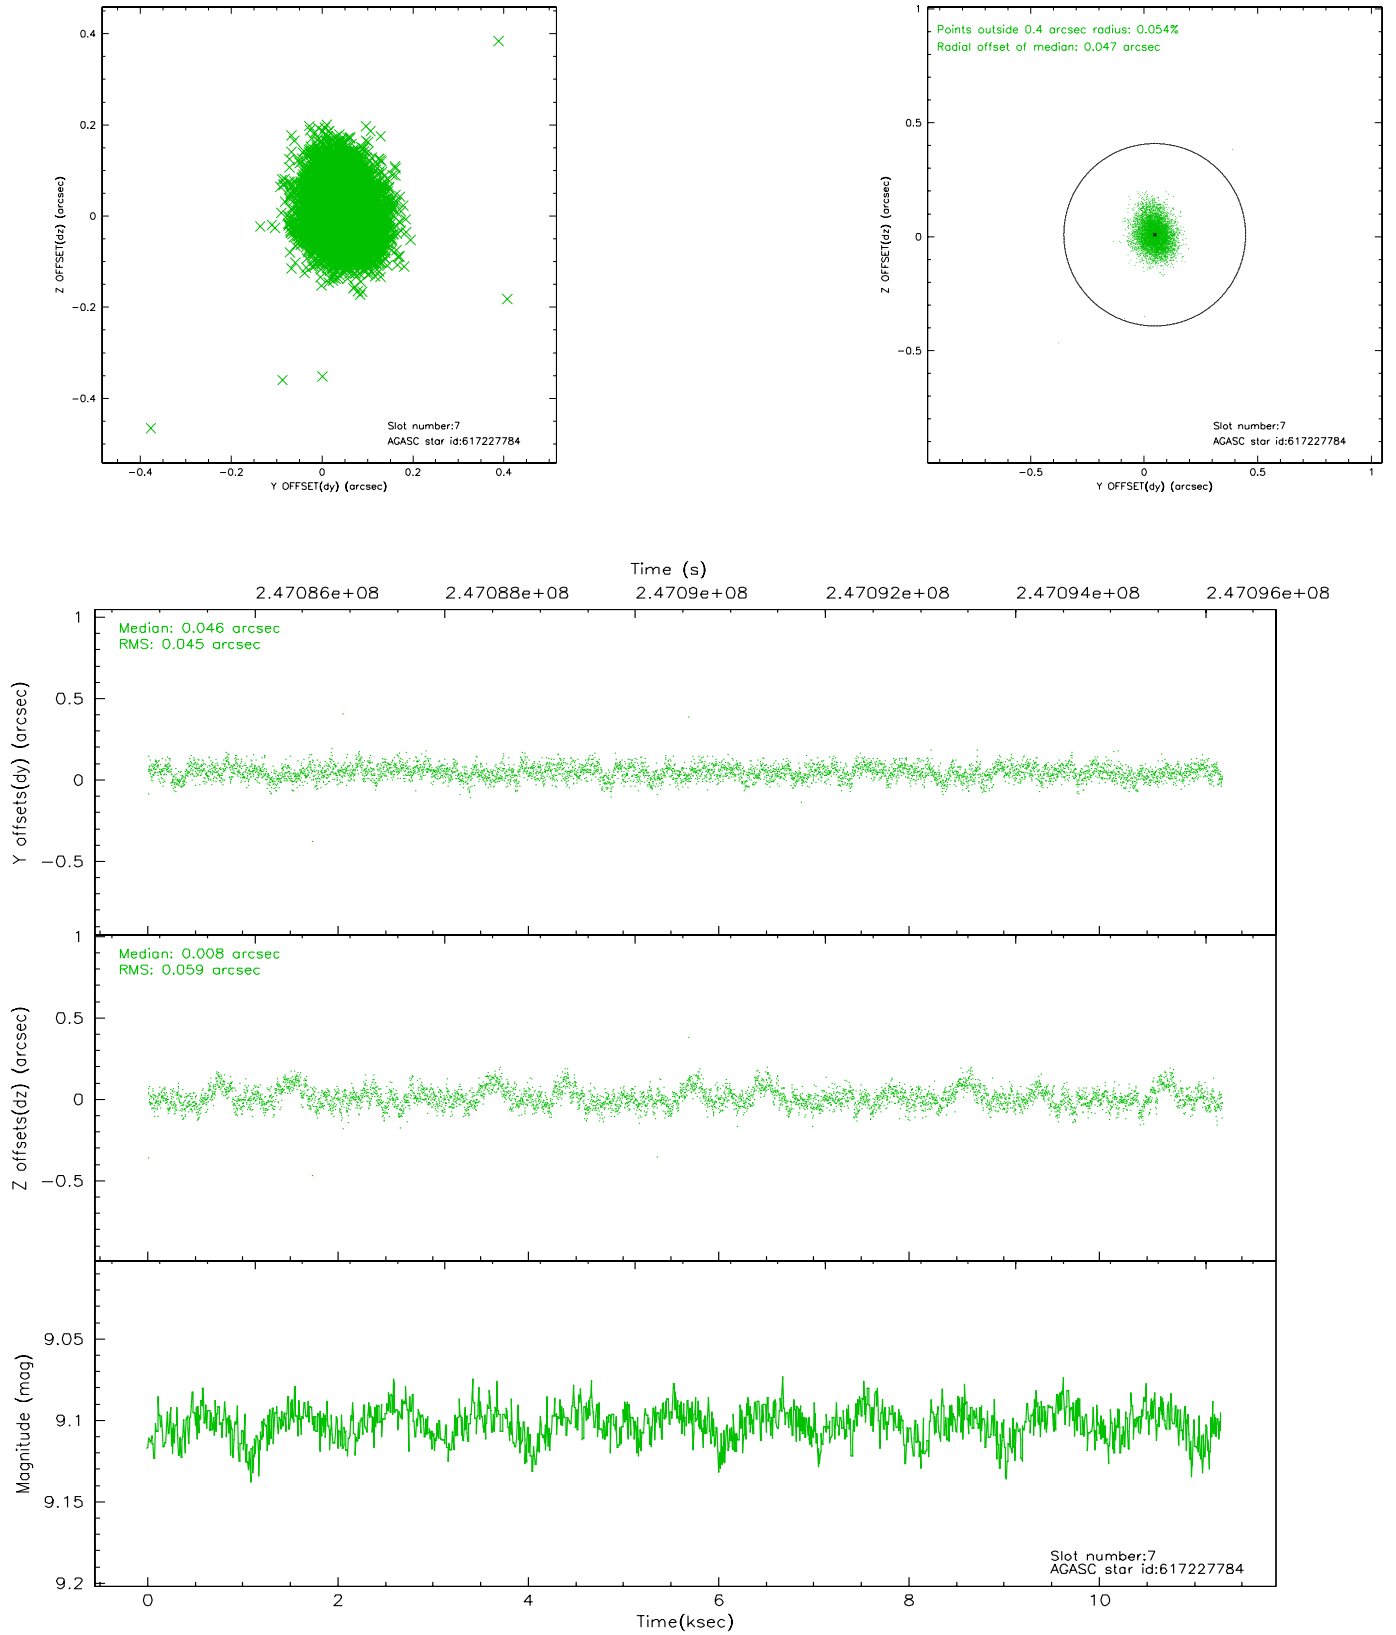 0.4
0.2
0
−0.2
−0.4
Z OFFSET(dz) (arcsec)
Slot number:7
AGASC star id:617227784
−0.4
−0.2
0
0.2
0.4
Y OFFSET(dy) (arcsec)
1
0.5
0
−0.5
Z OFFSET(dz) (arcsec)
Points outside 0.4 arcsec radius: 0.054%
Radial offset of median: 0.047 arcsec
Slot number:7
AGASC star id:617227784
−0.5
0
0.5
1
Y OFFSET(dy) (arcsec)
Time (s)
2.47086e+08
2.47088e+08
2.4709e+08
2.47092e+08
2.47094e+08
2.47096e+08
1
0.5
0
−0.5
Y offsets(dy) (arcsec)
Median: 0.046 arcsec
RMS: 0.045 arcsec
1
0.5
0
−0.5
Z offsets(dz) (arcsec)
Median: 0.008 arcsec
RMS: 0.059 arcsec
9.05
9.1
9.15
9.2
Magnitude (mag)
Slot number:7
AGASC star id:617227784
0
2
4
6
8
10
Time(ksec)